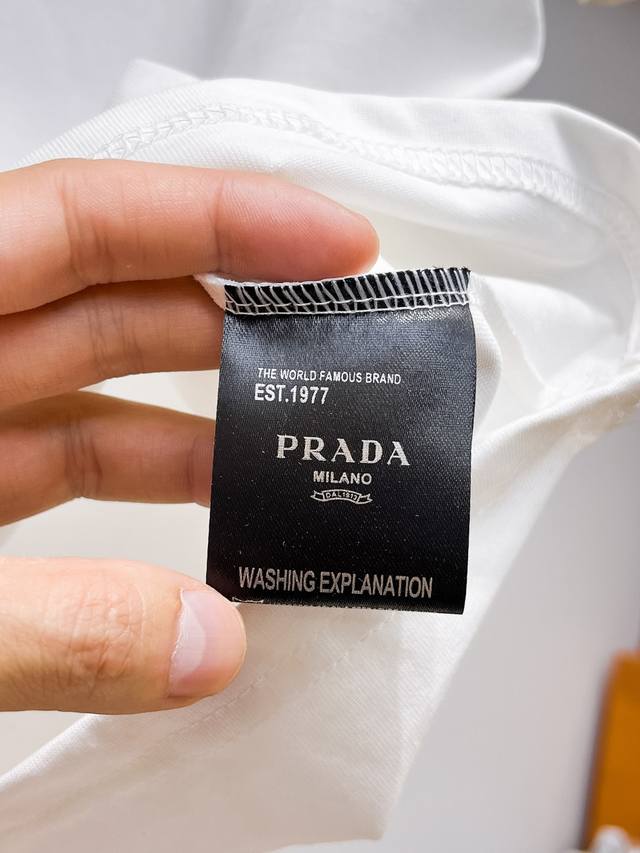 THE WORLD FAMOUS BRAND
EST.1977
PRADA
MILANO
DAL 1913
WASHING EXPLANATION